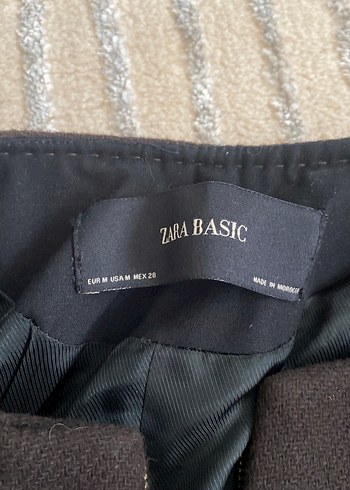 ZARA BASIC
EUR M USA M MEX 28
MADE IN MOROCCO